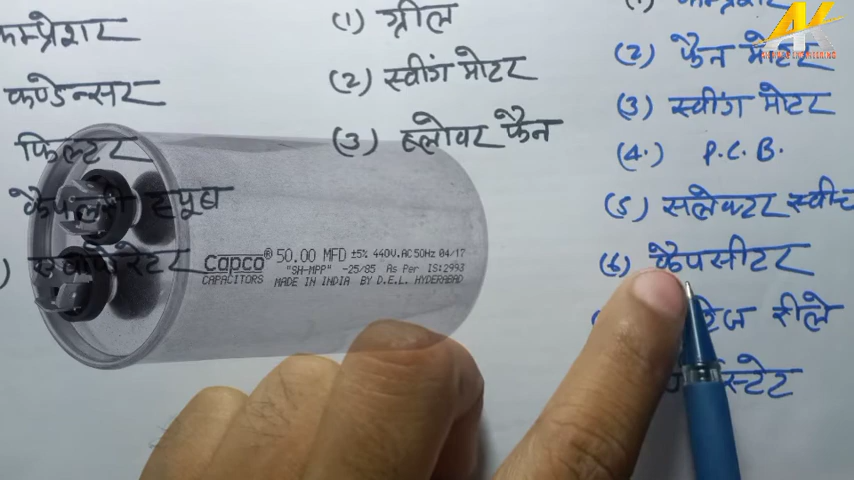 कम्प्रेशर
कण्डेन्सर
फिल्टर
कैपलरी ट्यूब
(1) ग्रील
(2) स्वींग मोटर
(3) ब्लोवर फैन
(2) फैन मोटर
(3) स्वींग मोटर
(4.) P.C.B.
(5) सलेक्टर स्वीच
(6) कैपसीटर
रीले
capco® 50.00 MFD ±5% 440V.AC 50Hz 04/17
CAPACITORS "SH-MPP" -25/85 As Per IS:2993
MADE IN INDIA BY D.E.L. HYDERABAD
AK